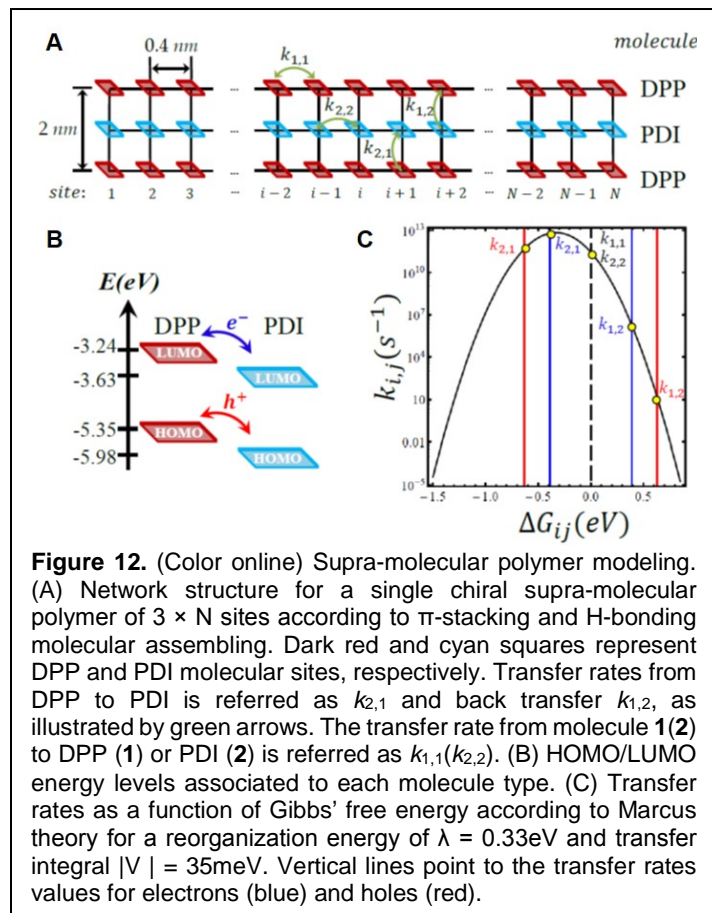 A
0.4 nm
k1,1
molecule
DPP
2 nm
k2,2
k1,2
... ... PDI
k2,1
DPP
site: 1 2 3 ... i − 2 i − 1 i i + 1 i + 2 ... N − 2 N − 1 N
B
E(eV)
DPP e− PDI
-3.24 LUMO
-3.63 LUMO
h+
-5.35 HOMO
-5.98 HOMO
C
10^13
k2,1 k2,1 k1,1
10^10 k2,2
10^7
k1,2
10^4
10 k1,2
0.01
10^-5
-1.5 -1.0 -0.5 0.0 0.5
ki,j(s−1)
ΔGij(eV)
Figure 12. (Color online) Supra-molecular polymer modeling.
(A) Network structure for a single chiral supra-molecular
polymer of 3 × N sites according to π-stacking and H-bonding
molecular assembling. Dark red and cyan squares represent
DPP and PDI molecular sites, respectively. Transfer rates from
DPP to PDI is referred as k2,1 and back transfer k1,2, as
illustrated by green arrows. The transfer rate from molecule 1(2)
to DPP (1) or PDI (2) is referred as k1,1(k2,2). (B) HOMO/LUMO
energy levels associated to each molecule type. (C) Transfer
rates as a function of Gibbs' free energy according to Marcus
theory for a reorganization energy of λ = 0.33eV and transfer
integral |V | = 35meV. Vertical lines point to the transfer rates
values for electrons (blue) and holes (red).